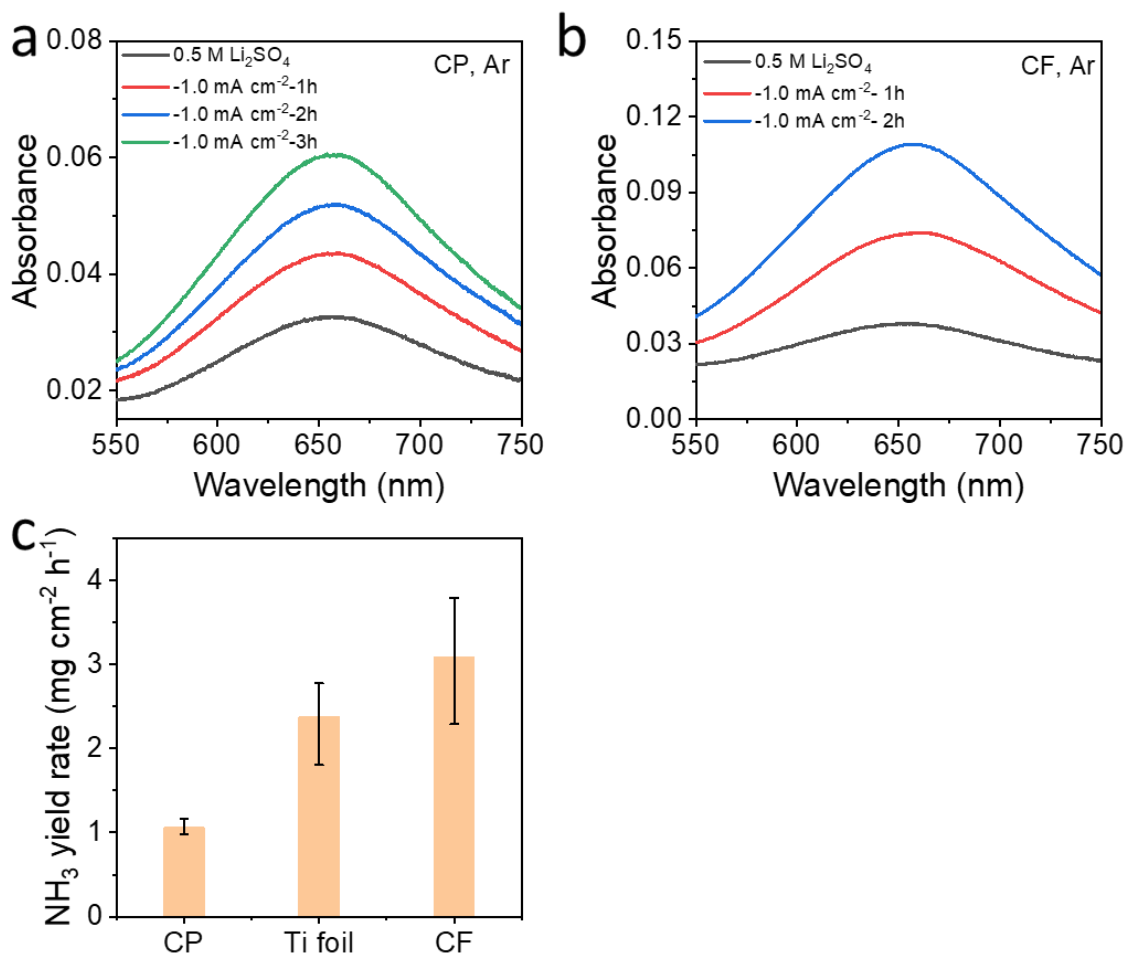 a
0.08
0.06
0.04
0.02
Absorbance
0.5 M Li₂SO₄
-1.0 mA cm⁻²-1h
-1.0 mA cm⁻²-2h
-1.0 mA cm⁻²-3h
CP, Ar
550 600 650 700 750
Wavelength (nm)
b
0.15
0.12
0.09
0.06
0.03
0.00
Absorbance
0.5 M Li₂SO₄
-1.0 mA cm⁻²- 1h
-1.0 mA cm⁻²- 2h
CF, Ar
550 600 650 700 750
Wavelength (nm)
c
4
3
2
1
0
NH₃ yield rate (mg cm⁻² h⁻¹)
CP Ti foil CF